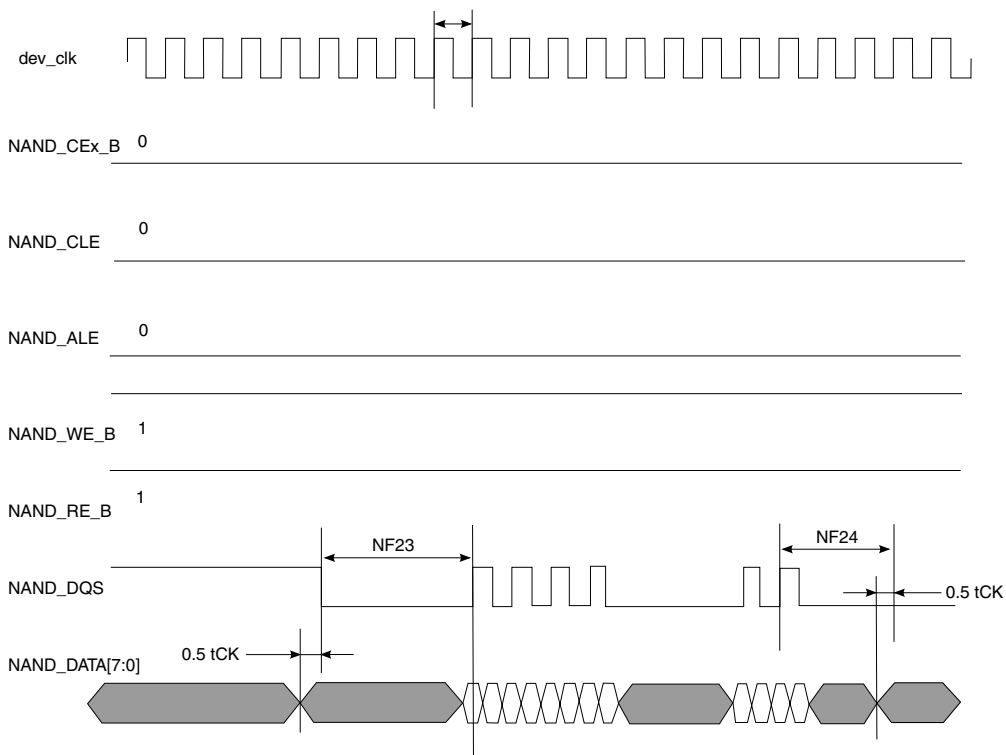 dev_clk
NAND_CEx_B 0
NAND_CLE 0
NAND_ALE 0
NAND_WE_B 1
NAND_RE_B 1
NF23
NF24
NAND_DQS
0.5 tCK
NAND_DATA[7:0]
0.5 tCK